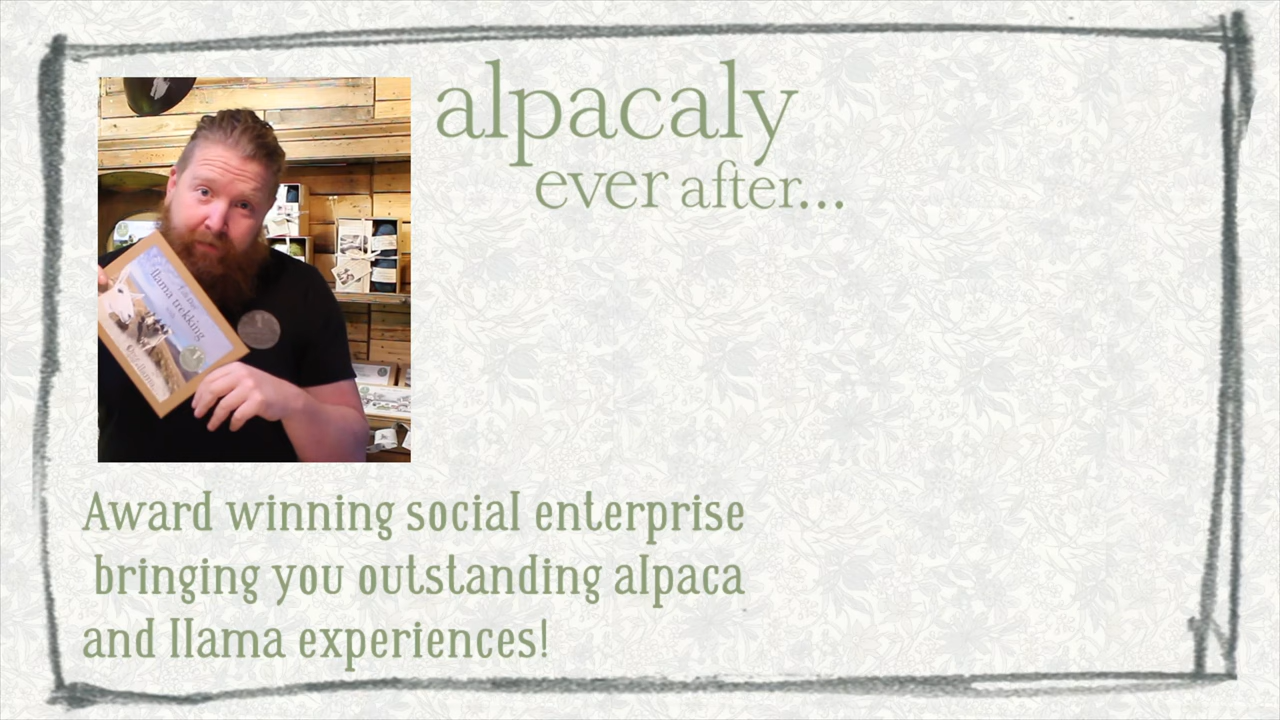 alpacaly
ever after...
llama trekking
Award winning social enterprise
bringing you outstanding alpaca
and llama experiences!